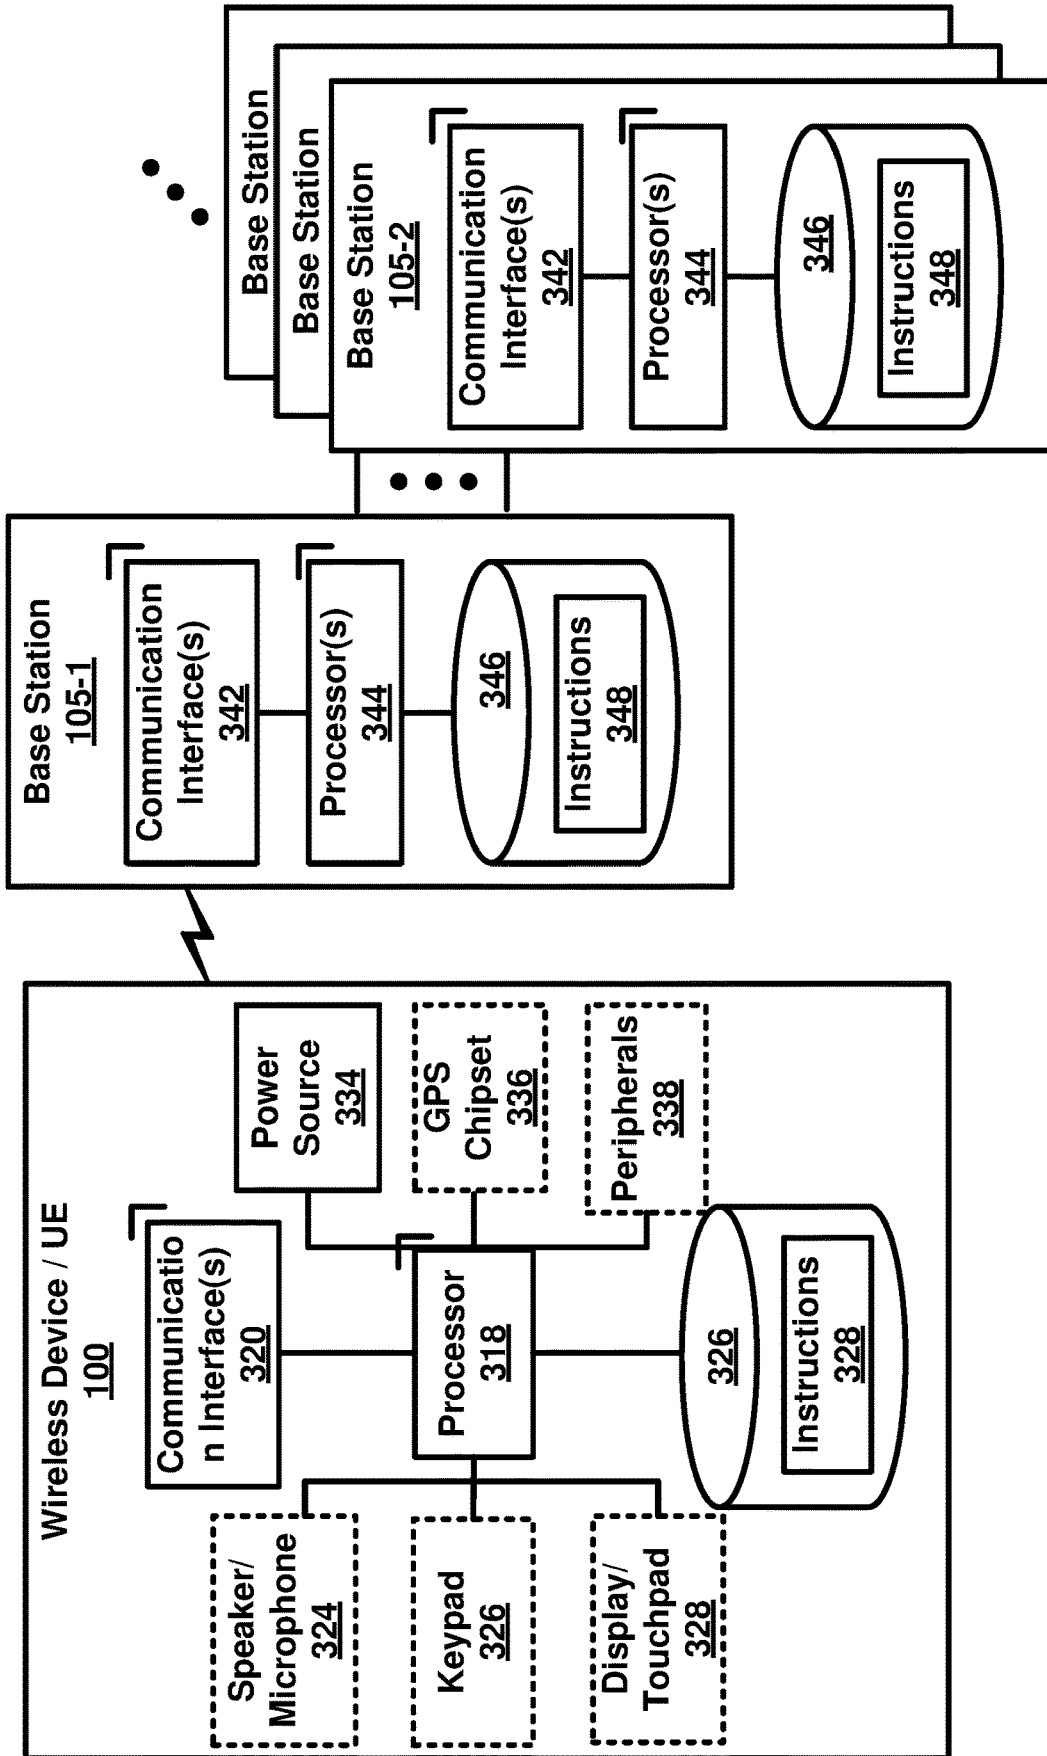 Wireless Device / UE
100
Communicatio
n Interface(s)
320
Speaker/
Microphone
324
Keypad
326
Display/
Touchpad
328
Processor
318
Power
Source
334
GPS
Chipset
336
Peripherals
338
326
Instructions
328
Base Station
105-1
Communication
Interface(s)
342
Processor(s)
344
346
Instructions
348
Base Station
Base Station
Base Station
105-2
Communication
Interface(s)
342
Processor(s)
344
346
Instructions
348